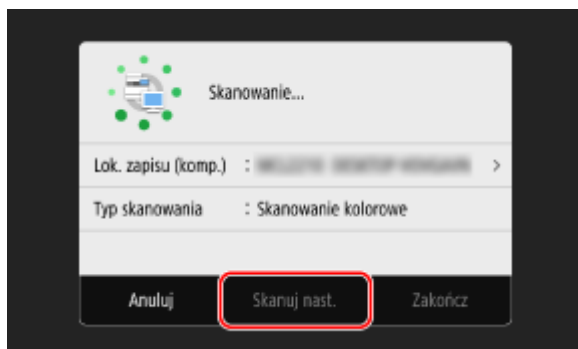 Skanowanie...
Lok. zapisu (komp.) :
Typ skanowania : Skanowanie kolorowe
Anuluj Skanuj nast. Zakończ